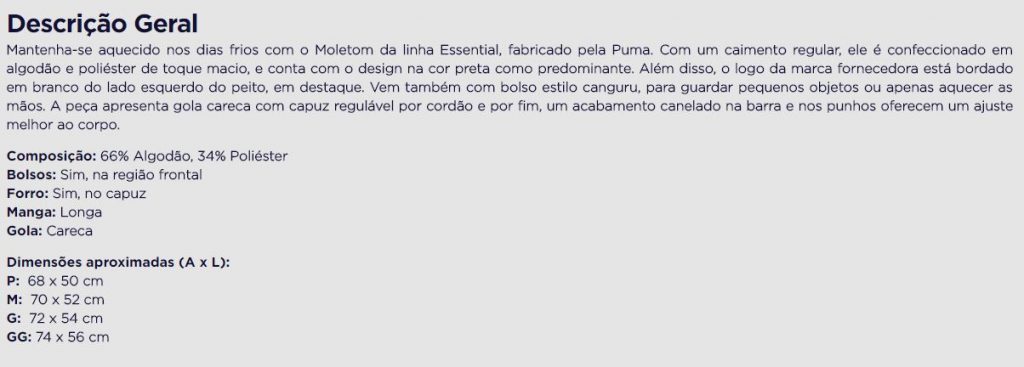 Descrição Geral
Mantenha-se aquecido nos dias frios com o Moletom da linha Essential, fabricado pela Puma. Com um caimento regular, ele é confeccionado em
algodão e poliéster de toque macio, e conta com o design na cor preta como predominante. Além disso, o logo da marca fornecedora está bordado
em branco do lado esquerdo do peito, em destaque. Vem também com bolso estilo canguru, para guardar pequenos objetos ou apenas aquecer as
mãos. A peça apresenta gola careca com capuz regulável por cordão e por fim, um acabamento canelado na barra e nos punhos oferecem um ajuste
melhor ao corpo.
Composição: 66% Algodão, 34% Poliéster
Bolsos: Sim, na região frontal
Forro: Sim, no capuz
Manga: Longa
Gola: Careca
Dimensões aproximadas (A x L):
P: 68 x 50 cm
M: 70 x 52 cm
G: 72 x 54 cm
GG: 74 x 56 cm